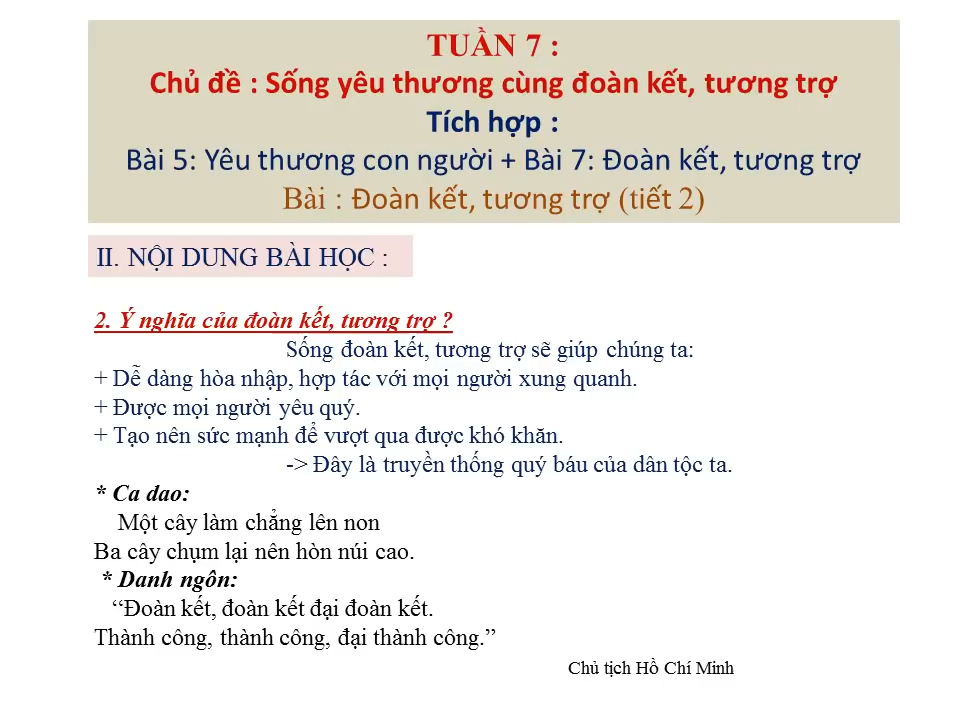 TUẦN 7 :
Chủ đề : Sống yêu thương cùng đoàn kết, tương trợ
Tích hợp :
Bài 5: Yêu thương con người + Bài 7: Đoàn kết, tương trợ
Bài : Đoàn kết, tương trợ (tiết 2)
II. NỘI DUNG BÀI HỌC :
2. Ý nghĩa của đoàn kết, tương trợ ?
Sống đoàn kết, tương trợ sẽ giúp chúng ta:
+ Dễ dàng hòa nhập, hợp tác với mọi người xung quanh.
+ Được mọi người yêu quý.
+ Tạo nên sức mạnh để vượt qua được khó khăn.
-> Đây là truyền thống quý báu của dân tộc ta.
* Ca dao:
Một cây làm chẳng lên non
Ba cây chụm lại nên hòn núi cao.
* Danh ngôn:
“Đoàn kết, đoàn kết đại đoàn kết.
Thành công, thành công, đại thành công.”
Chủ tịch Hồ Chí Minh